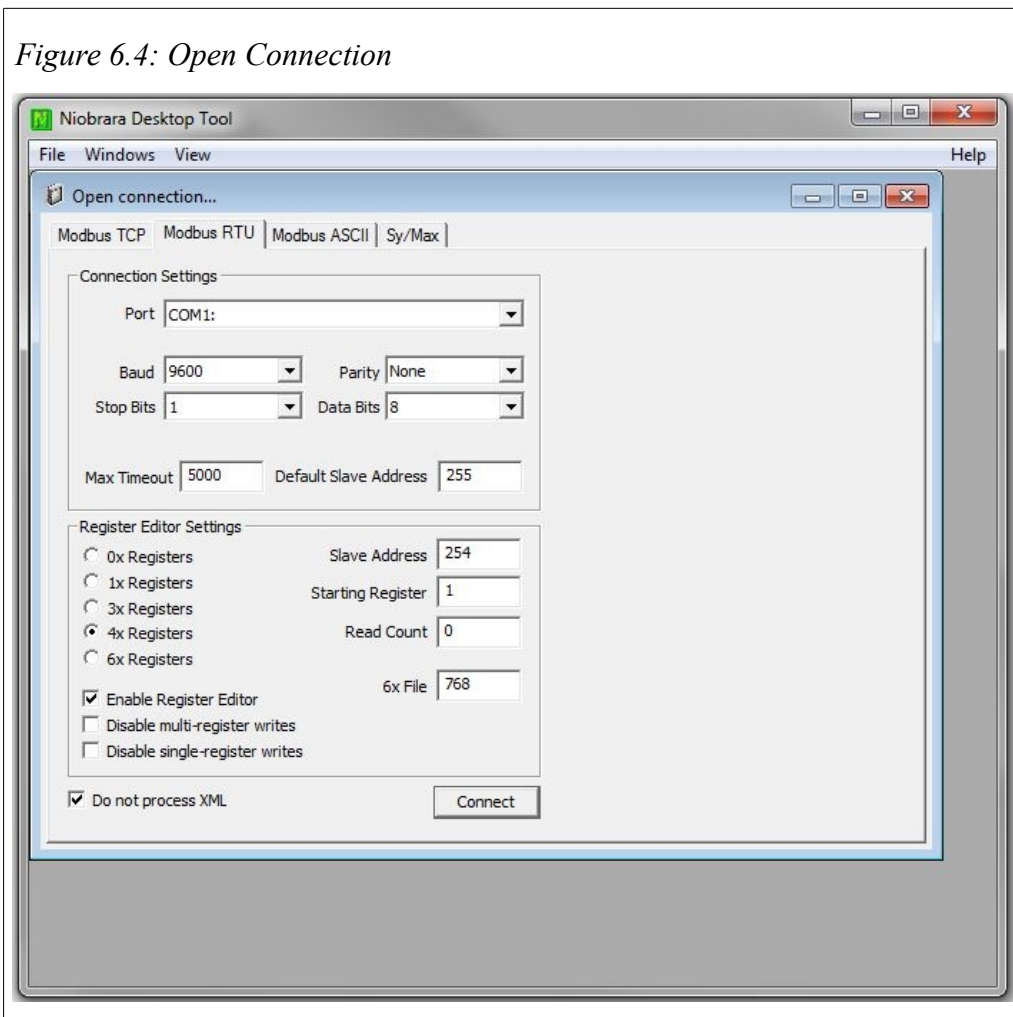 Figure 6.4: Open Connection
Niobrara Desktop Tool
File Windows View Help
Open connection...
Modbus TCP Modbus RTU Modbus ASCII Sy/Max
Connection Settings
Port COM1:
Baud 9600 Parity None
Stop Bits 1 Data Bits 8
Max Timeout 5000 Default Slave Address 255
Register Editor Settings
0x Registers Slave Address 254
1x Registers Starting Register 1
3x Registers
4x Registers Read Count 0
6x Registers
6x File 768
Enable Register Editor
Disable multi-register writes
Disable single-register writes
Do not process XML Connect